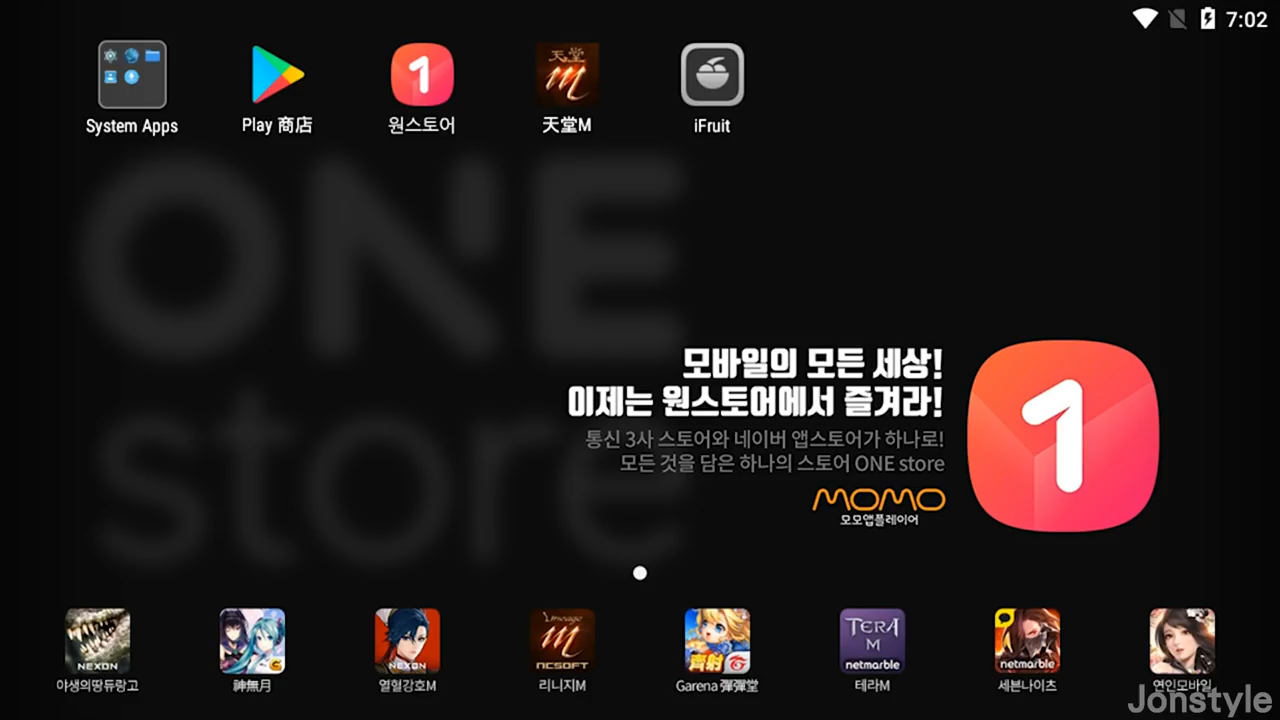 7:02
System Apps
Play 商店
1
원스토어
天堂
m
天堂M
iFruit
ONE
store
모바일의 모든 세상!
이제는 원스토어에서 즐겨라!
통신 3사 스토어와 네이버 앱스토어가 하나로!
모든 것을 담은 하나의 스토어 ONE store
MOMO
모모앱플레이어
1
NEXON
야생의땅듀랑고
神無月
NEXON
열혈강호M
Lineage
m
NCSOFT
리니지M
齊射
Garena 彈彈堂
TERA
M
netmarble
테라M
netmarble
세븐나이츠
연인모바일
Jonstyle